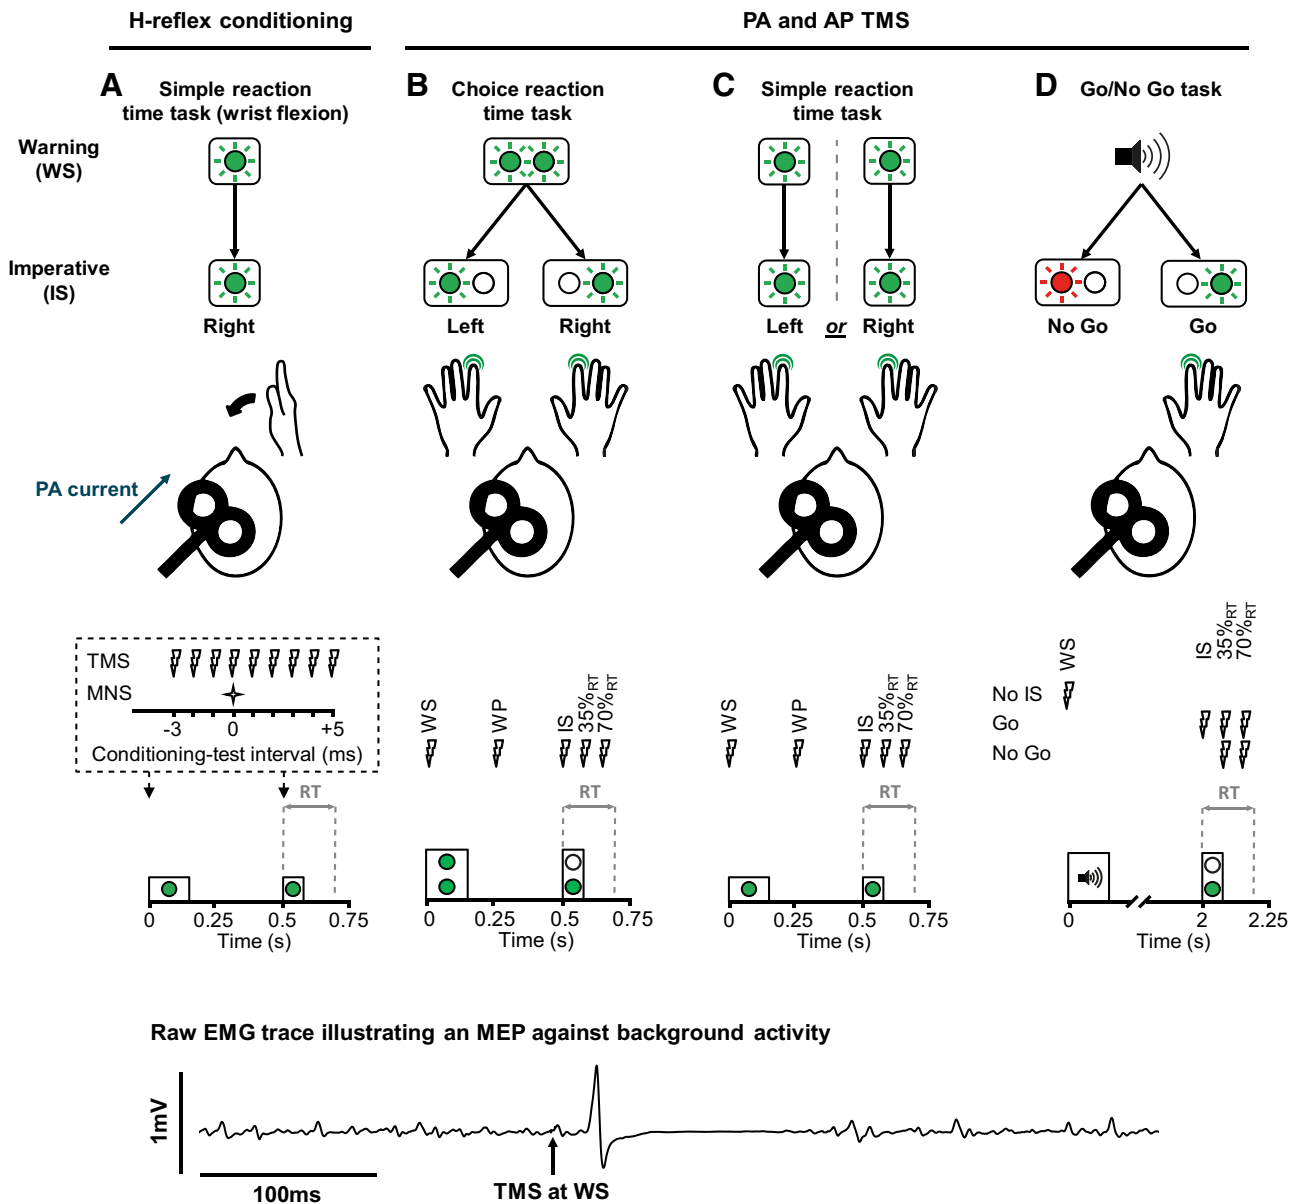 H-reflex conditioning
PA and AP TMS
A
Simple reaction
time task (wrist flexion)
B
Choice reaction
time task
C
Simple reaction
time task
D
Go/No Go task
Warning
(WS)
Imperative
(IS)
Right
Left
Right
Left or Right
No Go
Go
PA current
TMS
MNS
-3
0
+5
Conditioning-test interval (ms)
RT
0
0.25
0.5
0.75
Time (s)
WS
WP
IS
35%RT
70%RT
RT
0
0.25
0.5
0.75
Time (s)
WS
WP
IS
35%RT
70%RT
RT
0
0.25
0.5
0.75
Time (s)
WS
IS
35%RT
70%RT
No IS
Go
No Go
RT
0
2
2.25
Time (s)
Raw EMG trace illustrating an MEP against background activity
1mV
100ms
TMS at WS